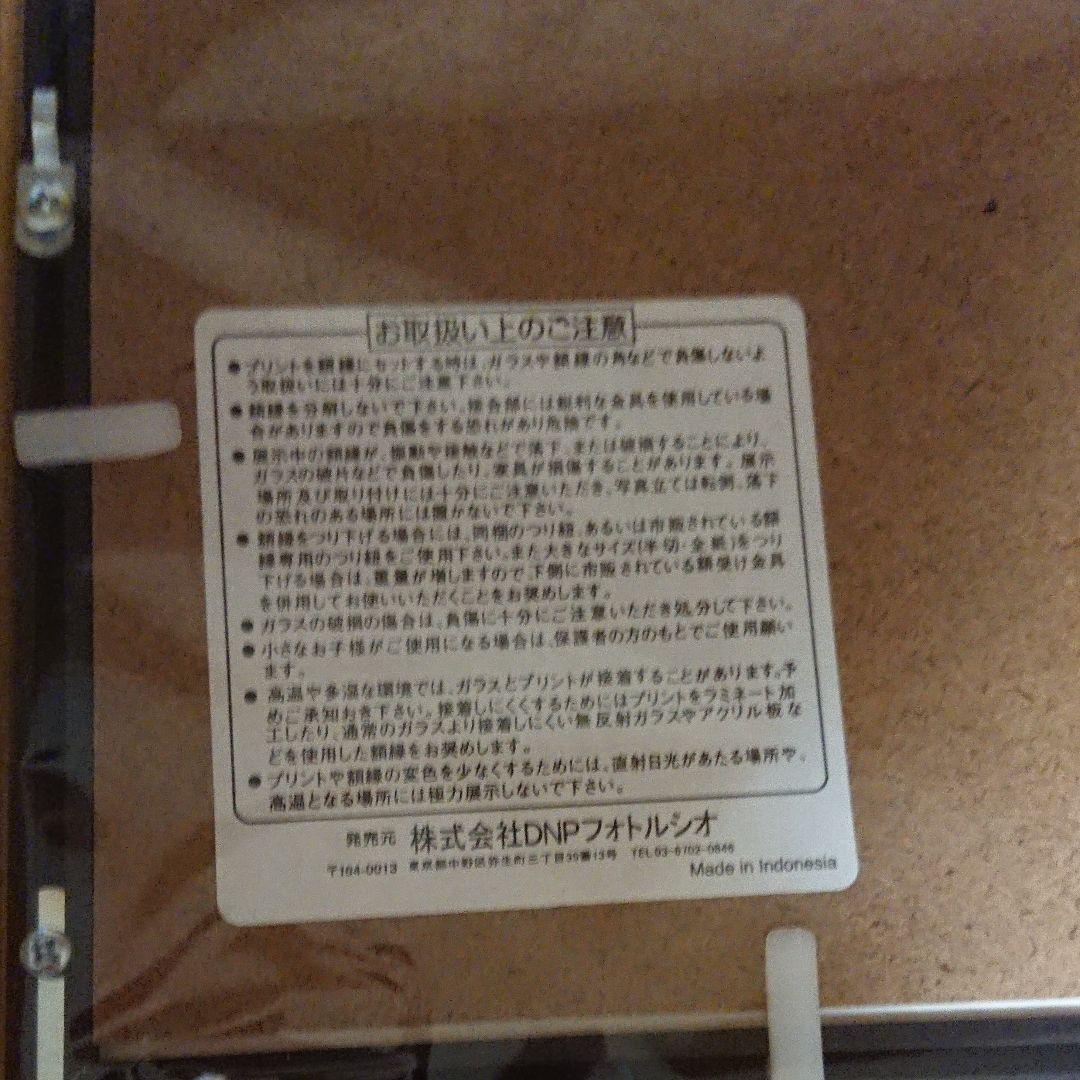 お取扱い上のご注意
● プリントを額縁にセットする時は、ガラスや額縁の角などで負傷しないよ
う取扱いには十分にご注意下さい。
● 額縁を分解しないで下さい。接合部には鋭利な金具を使用している場
合がありますので負傷をする恐れがあり危険です。
● 展示中の額縁が、振動や接触などで落下、または破損することにより、
ガラスの破片などで負傷したり、家具が損傷することがあります。展示
場所及び取り付けには十分にご注意いただき、写真立ては転倒、落下
の恐れのある場所には置かないで下さい。
● 額縁をつり下げる場合には、同梱のつり紐、あるいは市販されている額
縁専用のつり紐をご使用下さい。また大きなサイズ(半切・全紙)をつり
下げる場合は、重量が増しますので、下側に市販されている額受け金具
を併用してお使いいただくことをお奨めします。
● ガラスの破損の場合は、負傷に十分にご注意いただき処分して下さい。
● 小さなお子様がご使用になる場合は、保護者の方のもとでご使用願い
ます。
● 高温や多湿な環境では、ガラスとプリントが接着することがあります。予
めご承知おき下さい。接着しにくくするためにはプリントをラミネート加
工したり、通常のガラスより接着しにくい無反射ガラスやアクリル板な
どを使用した額縁をお奨めします。
● プリントや額縁の変色を少なくするためには、直射日光があたる場所や、
高温となる場所には極力展示しないで下さい。
発売元 株式会社DNPフォトルシオ
〒164-0013 東京都中野区弥生町三丁目35番13号 TEL03-6702-0846
Made in Indonesia